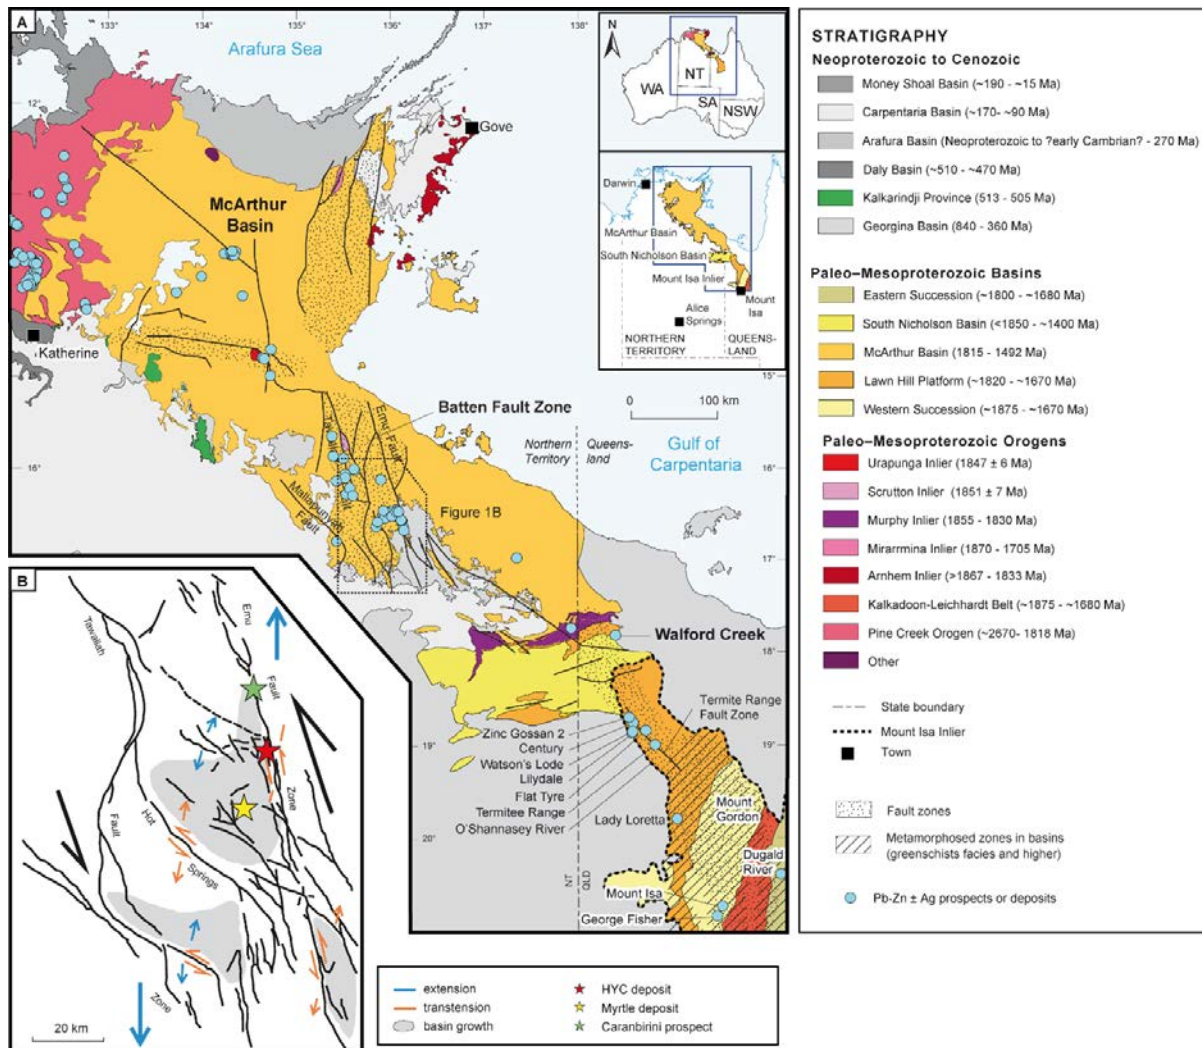 A
133°
134°
135°
136°
137°
138°
Arafura Sea
12°
Gove
McArthur
Basin
Katherine
15°
Batten Fault Zone
Tawallah
Fault
Emu Fault
Mallapunyah
Fault
Northern
Territory
Queens-
land
Gulf of
Carpentaria
16°
Figure 1B
17°
Walford Creek
18°
Termite Range
Fault Zone
Zinc Gossan 2
Century
Watson's Lode
Lilydale
Flat Tyre
Termitee Range
O'Shannasey River
19°
19°
20°
Lady Loretta
Mount
Gordon
Dugald
River
Mount Isa
George Fisher
NT
QLD
N
WA
NT
SA
NSW
Darwin
McArthur Basin
South Nicholson Basin
Mount Isa Inlier
Mount
Isa
Alice
Springs
NORTHERN
TERRITORY
QUEENS-
LAND
0 100 km
B
Tawallah
Fault
Zone
Emu
Fault
Zone
Hot
Springs
20 km
extension
transtension
basin growth
HYC deposit
Myrtle deposit
Caranbirini prospect
STRATIGRAPHY
Neoproterozoic to Cenozoic
Money Shoal Basin (~190 - ~15 Ma)
Carpentaria Basin (~170- ~90 Ma)
Arafura Basin (Neoproterozoic to ?early Cambrian? - 270 Ma)
Daly Basin (~510 - ~470 Ma)
Kalkarindji Province (513 - 505 Ma)
Georgina Basin (840 - 360 Ma)
Paleo–Mesoproterozoic Basins
Eastern Succession (~1800 - ~1680 Ma)
South Nicholson Basin (<1850 - ~1400 Ma)
McArthur Basin (1815 - 1492 Ma)
Lawn Hill Platform (~1820 - ~1670 Ma)
Western Succession (~1875 - ~1670 Ma)
Paleo–Mesoproterozoic Orogens
Urapunga Inlier (1847 ± 6 Ma)
Scrutton Inlier (1851 ± 7 Ma)
Murphy Inlier (1855 - 1830 Ma)
Mirarrmina Inlier (1870 - 1705 Ma)
Arnhem Inlier (>1867 - 1833 Ma)
Kalkadoon-Leichhardt Belt (~1875 - ~1680 Ma)
Pine Creek Orogen (~2670- 1818 Ma)
Other
State boundary
Mount Isa Inlier
Town
Fault zones
Metamorphosed zones in basins
(greenschists facies and higher)
Pb-Zn ± Ag prospects or deposits